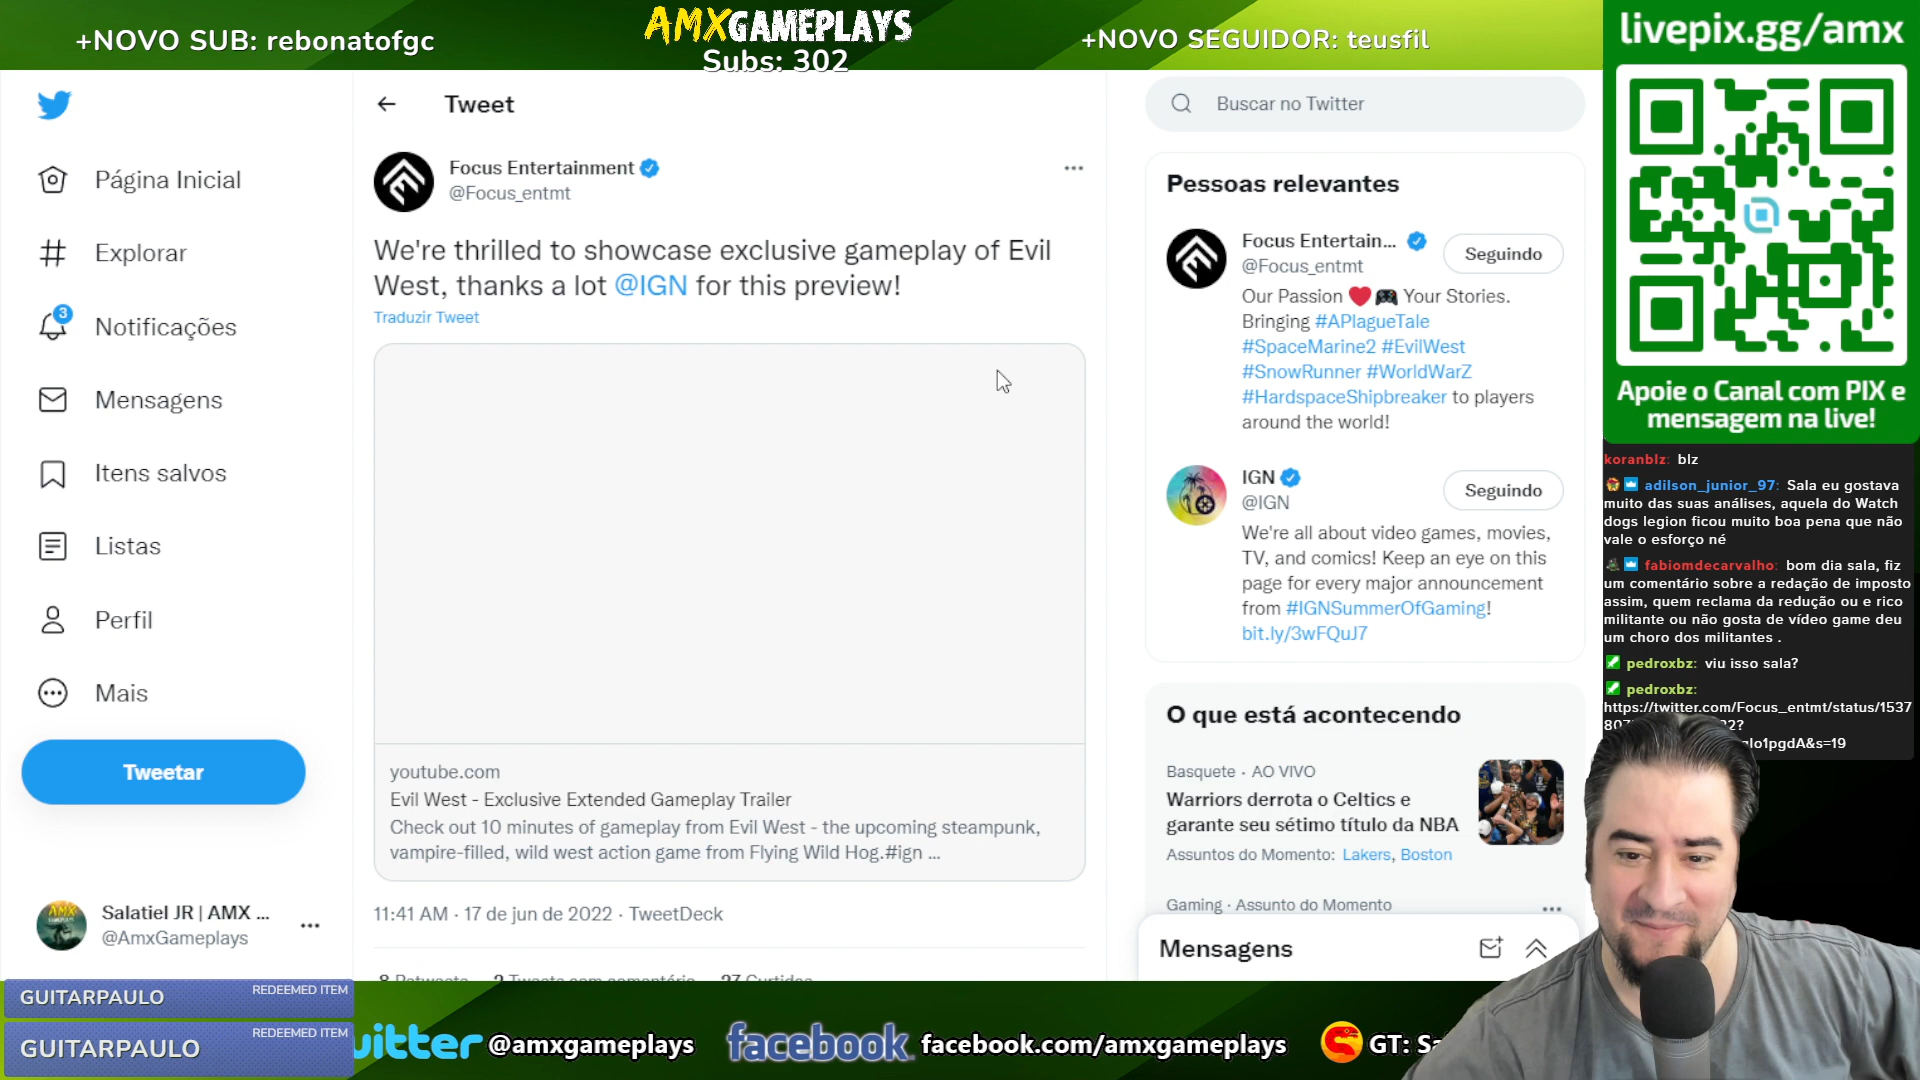 +NOVO SUB: rebonatofgc
AMXGAMEPLAYS
Subs: 302
+NOVO SEGUIDOR: teusfil
livepix.gg/amx
Apoie o Canal com PIX e
mensagem na live!
Página Inicial
Explorar
3
Notificações
Mensagens
Itens salvos
Listas
Perfil
Mais
Tweetar
Salatiel JR | AMX ...
@AmxGameplays
Tweet
Focus Entertainment
@Focus_entmt
We're thrilled to showcase exclusive gameplay of Evil
West, thanks a lot @IGN for this preview!
Traduzir Tweet
youtube.com
Evil West - Exclusive Extended Gameplay Trailer
Check out 10 minutes of gameplay from Evil West - the upcoming steampunk,
vampire-filled, wild west action game from Flying Wild Hog.#ign ...
11:41 AM · 17 de jun de 2022 · TweetDeck
8 Retweets 2 Tweets com comentário 27 Curtidas
Buscar no Twitter
Pessoas relevantes
Focus Entertain...
@Focus_entmt
Seguindo
Our Passion ❤️🎮 Your Stories.
Bringing #APlagueTale
#SpaceMarine2 #EvilWest
#SnowRunner #WorldWarZ
#HardspaceShipbreaker to players
around the world!
IGN
@IGN
Seguindo
We're all about video games, movies,
TV, and comics! Keep an eye on this
page for every major announcement
from #IGNSummerOfGaming!
bit.ly/3wFQuJ7
O que está acontecendo
Basquete · AO VIVO
Warriors derrota o Celtics e
garante seu sétimo título da NBA
Assuntos do Momento: Lakers, Boston
Gaming · Assunto do Momento
Mensagens
koranblz: blz
adilson_junior_97: Sala eu gostava
muito das suas análises, aquela do Watch
dogs legion ficou muito boa pena que não
vale o esforço né
fabiomdecarvalho: bom dia sala, fiz
um comentário sobre a redação de imposto
assim, quem reclama da redução ou e rico
militante ou não gosta de vídeo game deu
um choro dos militantes .
pedroxbz: viu isso sala?
pedroxbz:
https://twitter.com/Focus_entmt/status/1537
GUITARPAULO REDEEMED ITEM
GUITARPAULO REDEEMED ITEM
witter @amxgameplays
facebook. facebook.com/amxgameplays
GT: